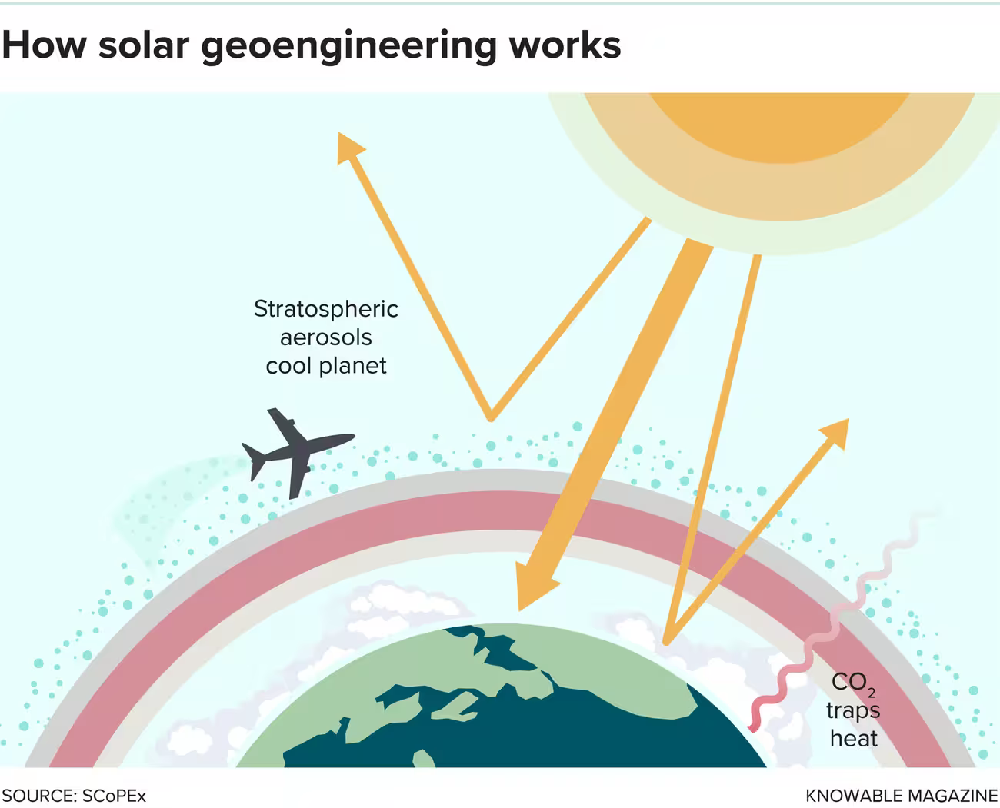 How solar geoengineering works
Stratospheric
aerosols
cool planet
CO₂
traps
heat
SOURCE: SCoPEx
KNOWABLE MAGAZINE